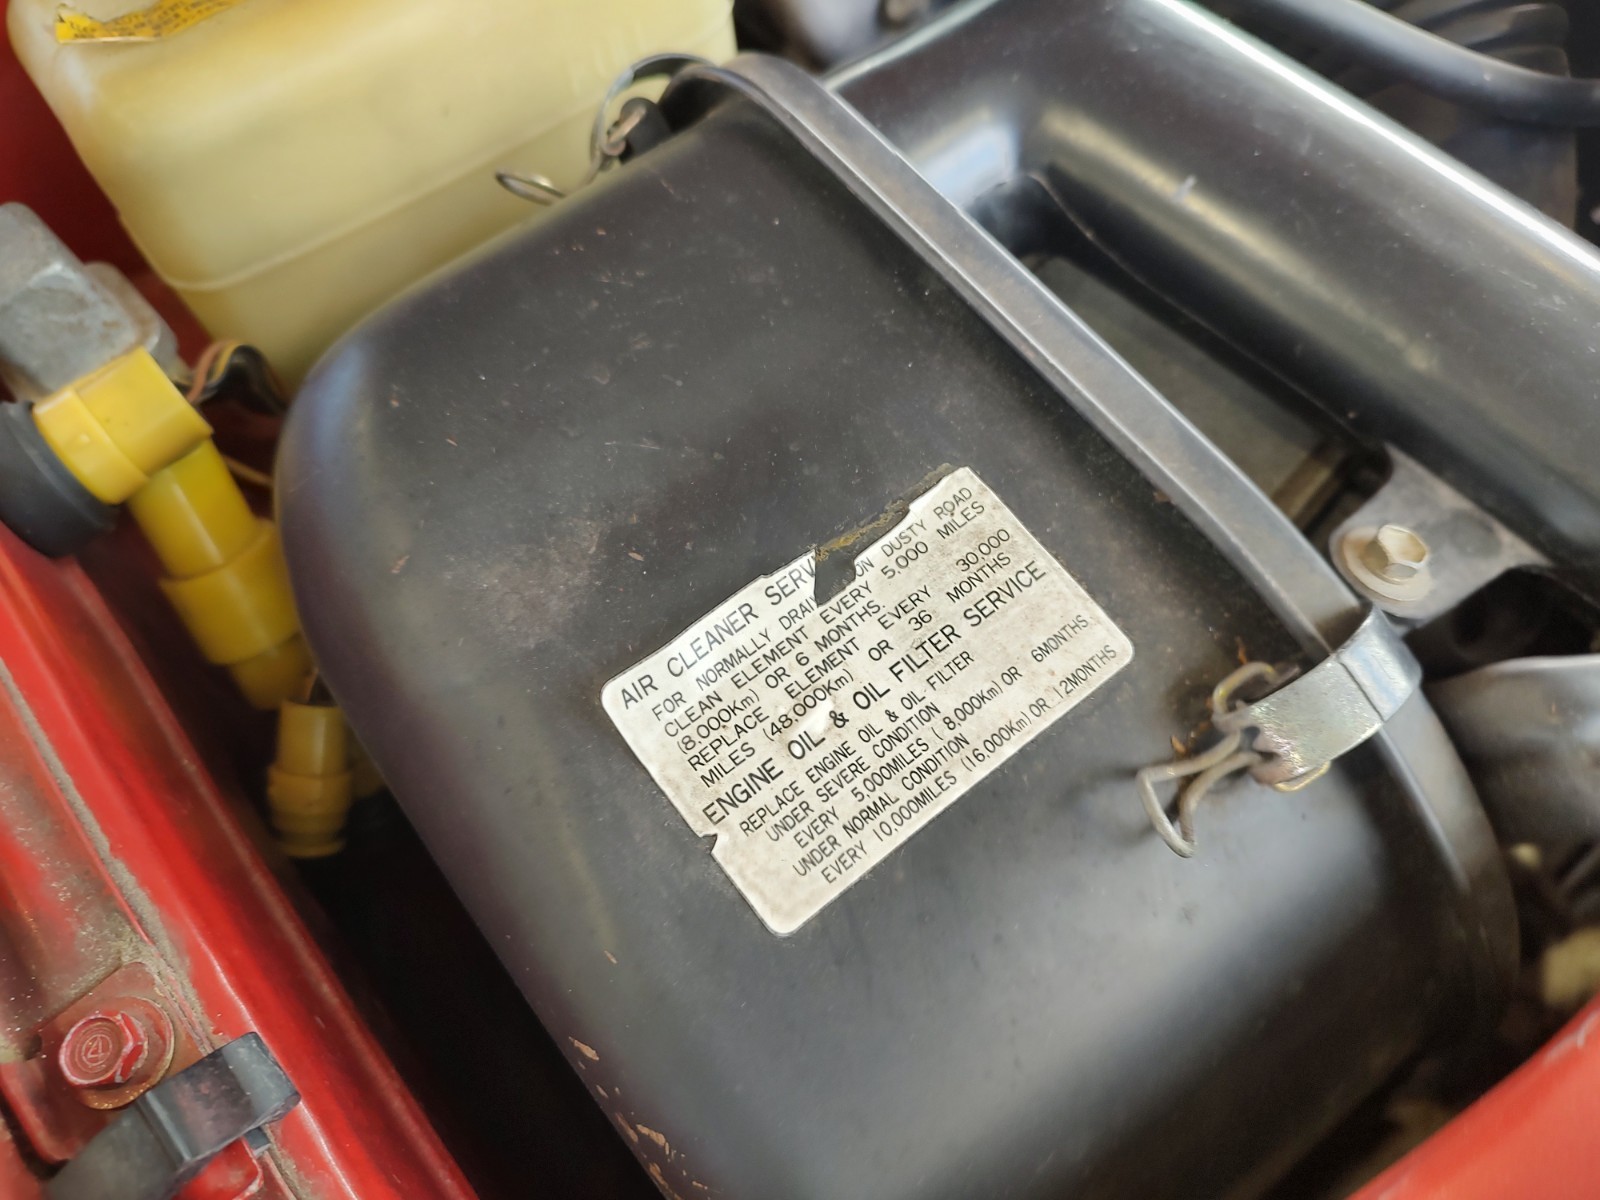 AIR CLEANER SERV
FOR NORMALLY ON DUSTY ROAD
CLEAN ELEMENT EVERY 5,000 MILES
(8,000Km) OR 6 MONTHS.
REPLACE ELEMENT EVERY 30,000
MILES (48,000Km) OR 36 MONTHS
ENGINE OIL & OIL FILTER SERVICE
REPLACE ENGINE OIL & OIL FILTER
UNDER SEVERE CONDITION
EVERY 5,000MILES ( 8,000Km) OR 6MONTHS.
UNDER NORMAL CONDITION
EVERY 10,000MILES (16,000Km) OR 12MONTHS
4